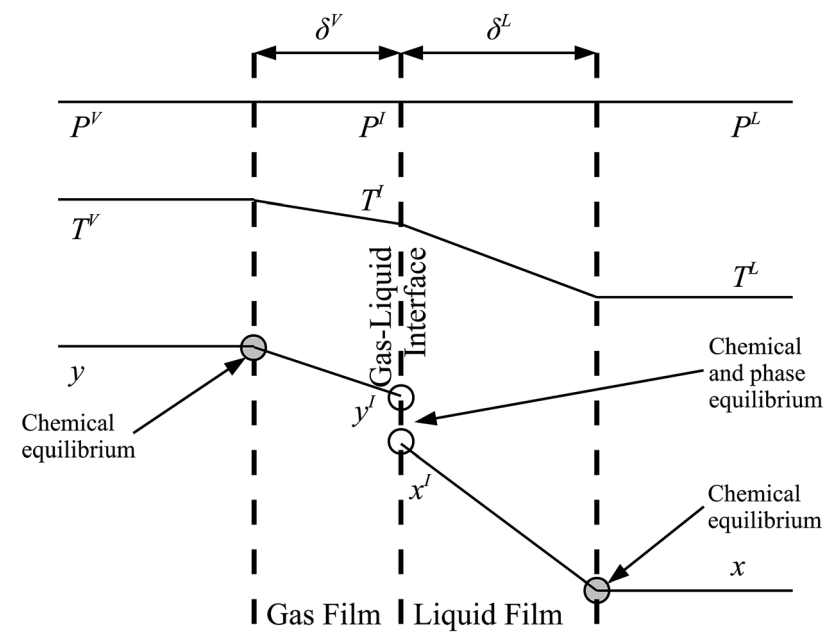 δ^V
δ^L
P^V
P^I
P^L
T^I
T^V
T^L
Gas-Liquid
Interface
Chemical
and phase
equilibrium
y
y^I
Chemical
equilibrium
x^I
Chemical
equilibrium
x
Gas Film
Liquid Film